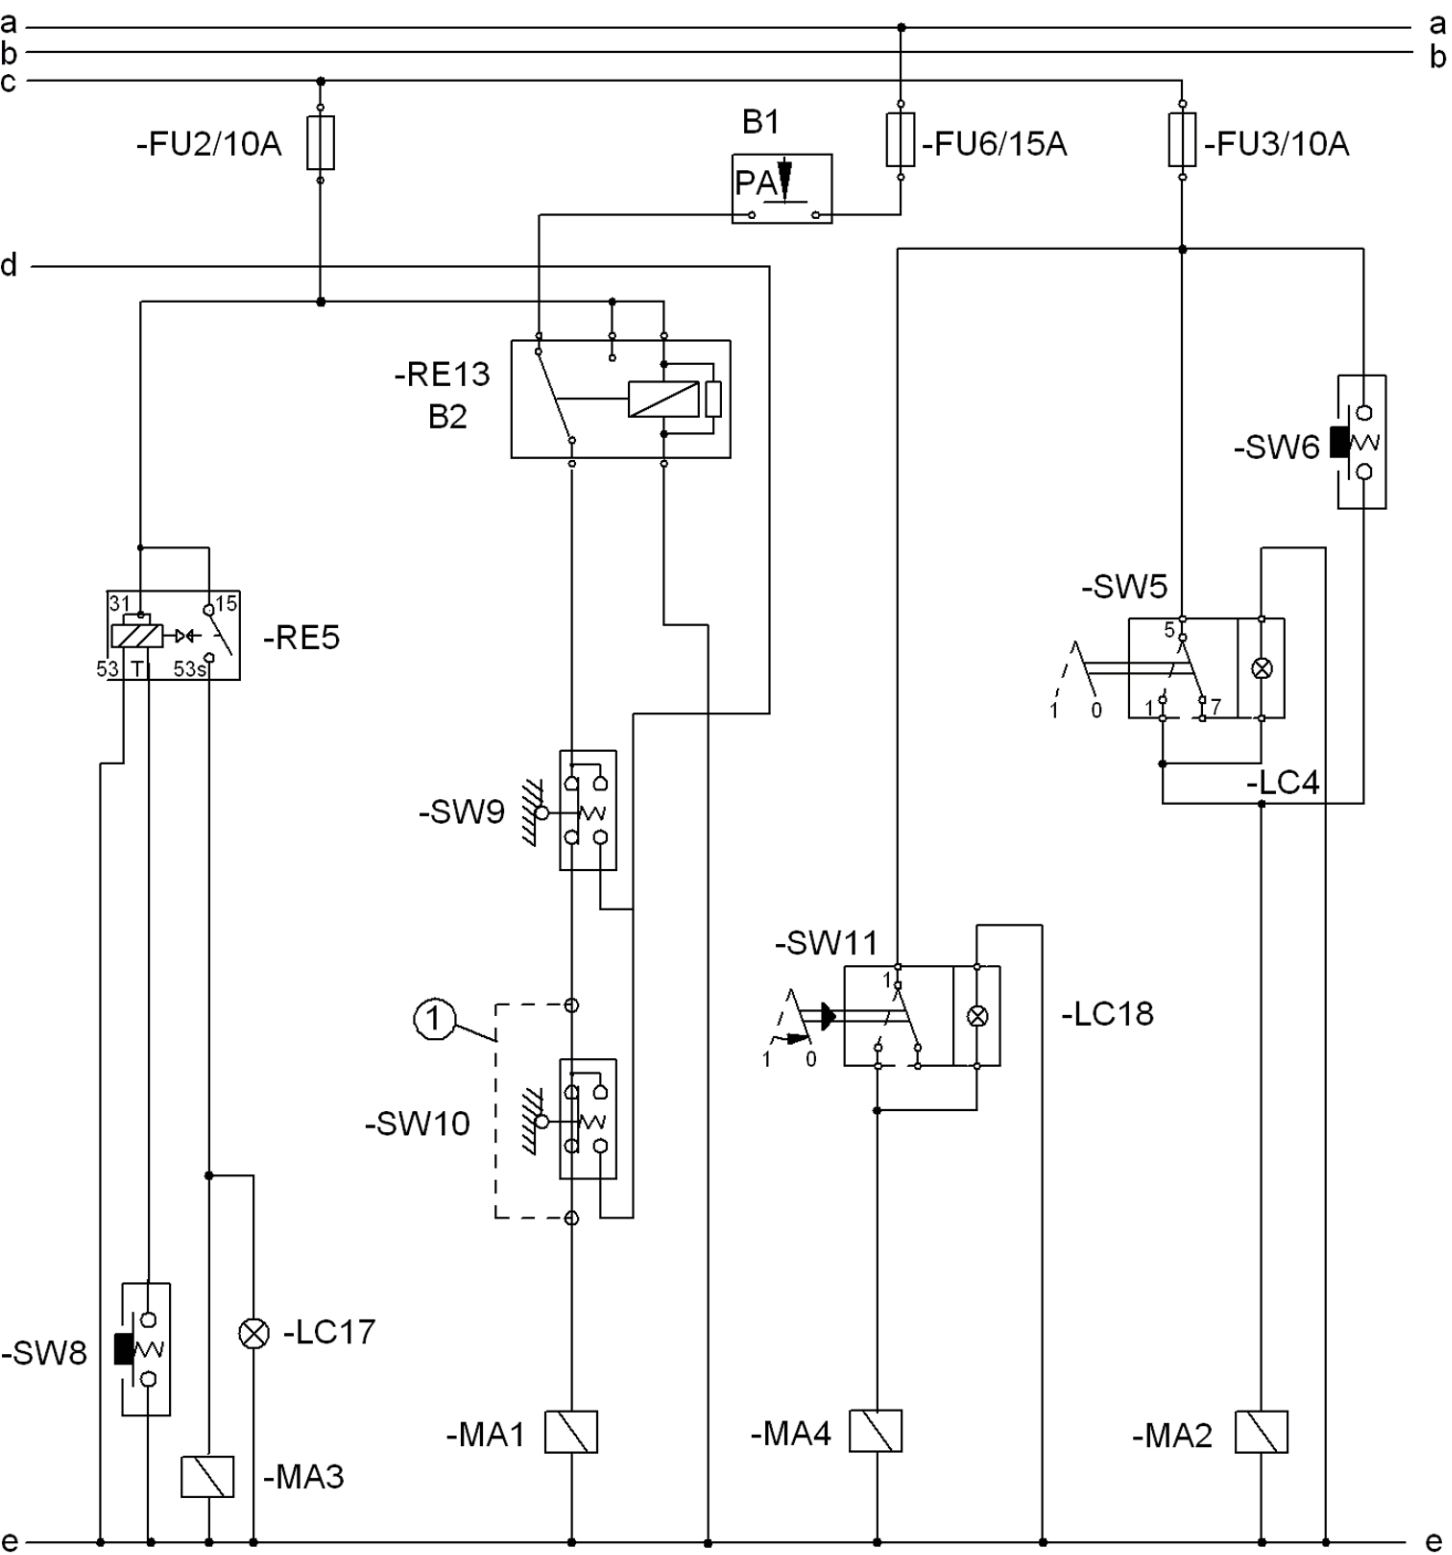 a
a
b
b
c
B1
-FU2/10A
-FU6/15A
-FU3/10A
PA
d
-RE13
B2
-SW6
-SW5
31
15
5
-RE5
53
T
53s
1
0
1
7
-LC4
-SW9
-SW11
1
1
-LC18
1
0
-SW10
-SW8
-LC17
-MA1
-MA4
-MA2
-MA3
e
e